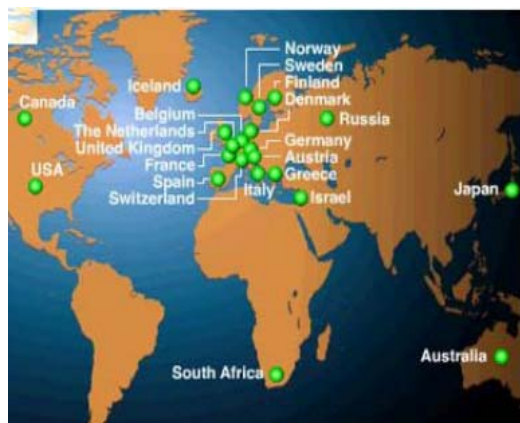 Norway
Sweden
Iceland
Finland
Canada
Denmark
Belgium
Russia
The Netherlands
United Kingdom
Germany
France
Austria
USA
Spain
Greece
Switzerland
Italy
Israel
Japan
Australia
South Africa